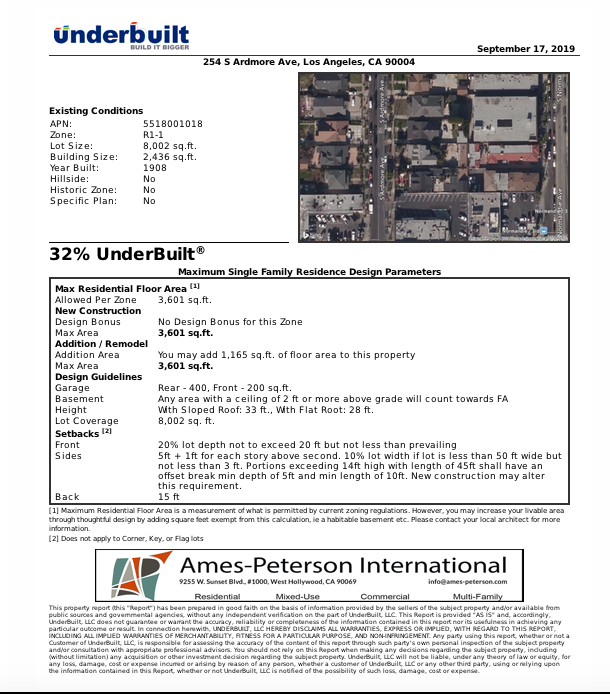 underbuilt
BUILD IT BIGGER
September 17, 2019
254 S Ardmore Ave, Los Angeles, CA 90004
Existing Conditions
APN: 5518001018
Zone: R1-1
Lot Size: 8,002 sq.ft.
Building Size: 2,436 sq.ft.
Year Built: 1908
Hillside: No
Historic Zone: No
Specific Plan: No
S Ardmore Ave
S Ardmore Ave
32% UnderBuilt®
Maximum Single Family Residence Design Parameters
Max Residential Floor Area [1]
Allowed Per Zone 3,601 sq.ft.
New Construction
Design Bonus No Design Bonus for this Zone
Max Area 3,601 sq.ft.
Addition / Remodel
Addition Area You may add 1,165 sq.ft. of floor area to this property
Max Area 3,601 sq.ft.
Design Guidelines
Garage Rear - 400, Front - 200 sq.ft.
Basement Any area with a ceiling of 2 ft or more above grade will count towards FA
Height With Sloped Roof: 33 ft., With Flat Roof: 28 ft.
Lot Coverage 8,002 sq. ft.
Setbacks [2]
Front 20% lot depth not to exceed 20 ft but not less than prevailing
Sides 5ft + 1ft for each story above second. 10% lot width if lot is less than 50 ft wide but
not less than 3 ft. Portions exceeding 14ft high with length of 45ft shall have an
offset break min depth of 5ft and min length of 10ft. New construction may alter
this requirement.
Back 15 ft
[1] Maximum Residential Floor Area is a measurement of what is permitted by current zoning regulations. However, you may increase your livable
area through thoughtful design by adding square feet exempt from this calculation, ie a habitable basement etc. Please contact your local architect for more
information.
[2] Does not apply to Corner, Key, or Flag lots
Ames-Peterson International
9255 W. Sunset Blvd., #1000, West Hollywood, CA 90069 info@ames-peterson.com
Residential Mixed-Use Commercial Multi-Family
This property report (this "Report") has been prepared in good faith on the basis of information provided by the sellers of the subject property and/or available from
public sources and governmental agencies, without any independent verification on the part of UnderBuilt, LLC. This Report is provided "AS IS" and, accordingly,
UnderBuilt, LLC does not guarantee or warrant the accuracy, reliability or completeness of the information contained in this report nor its usefulness in achieving any
particular outcome or result. In connection herewith, UNDERBUILT, LLC HEREBY DISCLAIMS ALL WARRANTIES, EXPRESS OR IMPLIED, WITH REGARD TO THIS REPORT,
INCLUDING ALL IMPLIED WARRANTIES OF MERCHANTABILITY, FITNESS FOR A PARTICULAR PURPOSE, AND NON-INFRINGEMENT. Any party using this report, whether or not a
Customer of UnderBuilt, LLC, is responsible for assessing the accuracy of the content of this report through such party's own personal inspection of the subject property
and/or consultation with appropriate professional advisors. You should not rely on this Report when making any decisions regarding the subject property, including
(without limitation) any acquisition or other investment decision regarding the subject property. UnderBuilt, LLC will not be liable, under any theory of law or equity, for
any loss, damage, cost or expense incurred or arising by reason of any person, whether a customer of UnderBuilt, LLC or any other third party, using or relying upon
the information contained in this Report, whether or not UnderBuilt, LLC is notified of the possibility of such loss, damage, cost or expense.